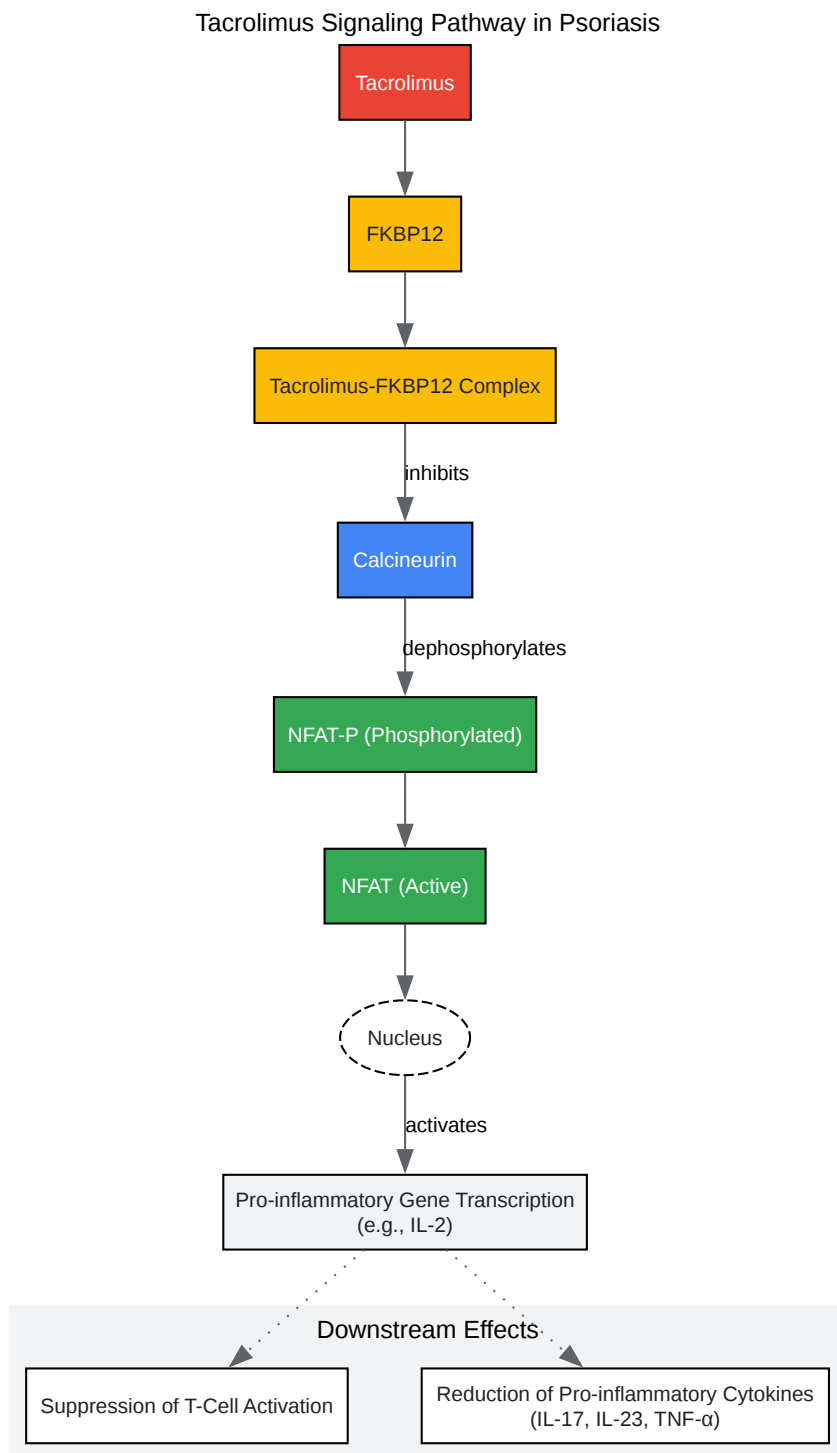 Tacrolimus Signaling Pathway in Psoriasis
Tacrolimus
FKBP12
Tacrolimus-FKBP12 Complex
inhibits
Calcineurin
dephosphorylates
NFAT-P (Phosphorylated)
NFAT (Active)
Nucleus
activates
Pro-inflammatory Gene Transcription
(e.g., IL-2)
Downstream Effects
Suppression of T-Cell Activation
Reduction of Pro-inflammatory Cytokines
(IL-17, IL-23, TNF-α)